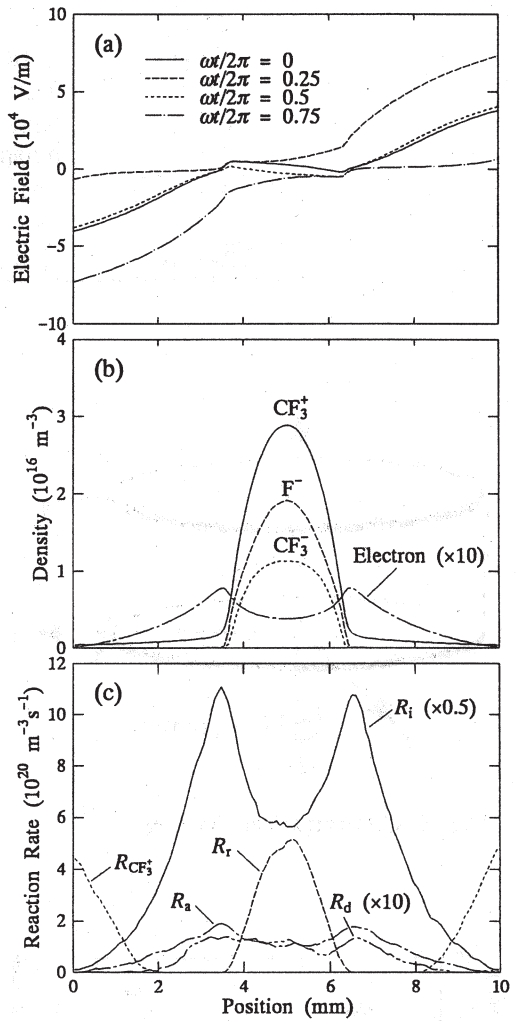 10
(a)
ωt/2π = 0
ωt/2π = 0.25
ωt/2π = 0.5
ωt/2π = 0.75
5
0
−5
−10
Electric Field (10⁴ V/m)
4
(b)
CF₃⁺
3
F⁻
2
CF₃⁻
Electron (×10)
1
0
Density (10¹⁶ m⁻³)
12
(c)
10
Rᵢ (×0.5)
8
6
Rᵣ
4
R_CF₃⁺
Rₐ
R_d (×10)
2
0
Reaction Rate (10²⁰ m⁻³s⁻¹)
0 2 4 6 8 10
Position (mm)